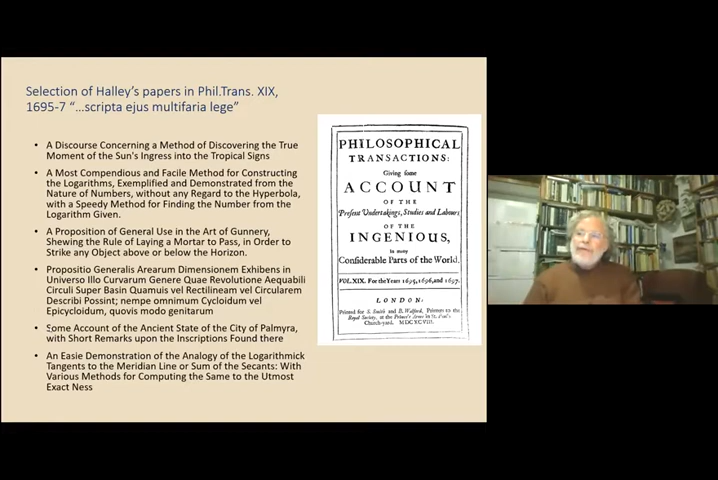 Selection of Halley's papers in Phil.Trans. XIX,
1695-7 “...scripta ejus multifaria lege”
• A Discourse Concerning a Method of Discovering the True
Moment of the Sun's Ingress into the Tropical Signs
• A Most Compendious and Facile Method for Constructing
the Logarithms, Exemplified and Demonstrated from the
Nature of Numbers, without any Regard to the Hyperbola,
with a Speedy Method for Finding the Number from the
Logarithm Given.
• A Proposition of General Use in the Art of Gunnery,
Shewing the Rule of Laying a Mortar to Pass, in Order to
Strike any Object above or below the Horizon.
• Propositio Generalis Arearum Dimensionem Exhibens in
Universo Illo Curvarum Genere Quae Revolutione Aequabili
Circuli Super Basin Quamuis vel Rectilineam vel Circularem
Describi Possint; nempe omnimum Cycloidum vel
Epicycloidum, quovis modo genitarum
• Some Account of the Ancient State of the City of Palmyra,
with Short Remarks upon the Inscriptions Found there
• An Easie Demonstration of the Analogy of the Logarithmick
Tangents to the Meridian Line or Sum of the Secants: With
Various Methods for Computing the Same to the Utmost
Exact Ness
PHILOSOPHICAL
TRANSACTIONS:
Giving some
ACCOUNT
OF THE
Present Undertakings, Studies and Labours
OF THE
INGENIOUS,
in many
Considerable Parts of the World.
VOL. XIX. For the Years 1695, 1696, and 1697.
LONDON:
Printed for S. Smith and B. Walford, Printers to the
Royal Society, at the Prince's Arms in St. Paul's
Church-yard. MDCXCVIII.